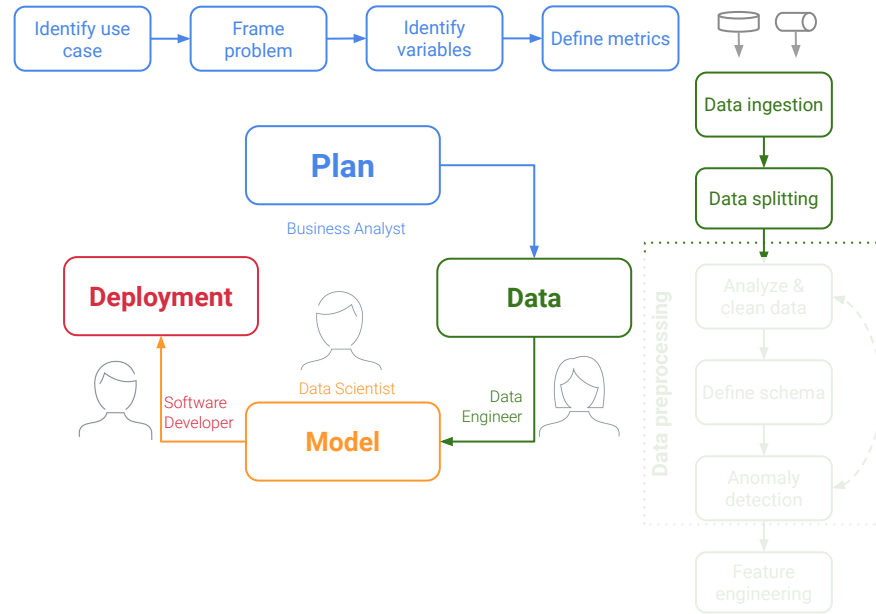 Identify use
case
Frame
problem
Identify
variables
Define metrics
Data ingestion
Data splitting
Plan
Business Analyst
Deployment
Data
Data Scientist
Software
Developer
Data
Engineer
Model
Data preprocessing
Analyze &
clean data
Define schema
Anomaly
detection
Feature
engineering